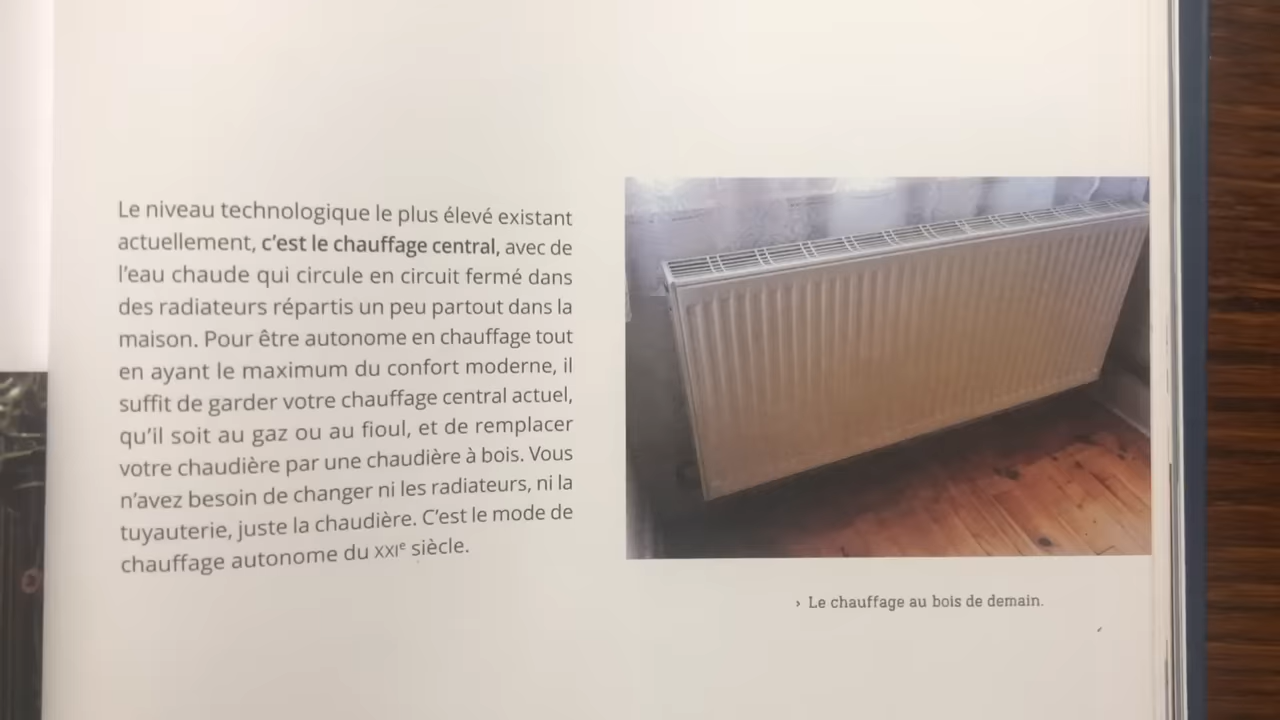 Le niveau technologique le plus élevé existant
actuellement, c'est le chauffage central, avec de
l'eau chaude qui circule en circuit fermé dans
des radiateurs répartis un peu partout dans la
maison. Pour être autonome en chauffage tout
en ayant le maximum du confort moderne, il
suffit de garder votre chauffage central actuel,
qu'il soit au gaz ou au fioul, et de remplacer
votre chaudière par une chaudière à bois. Vous
n'avez besoin de changer ni les radiateurs, ni la
tuyauterie, juste la chaudière. C'est le mode de
chauffage autonome du XXIe siècle.
› Le chauffage au bois de demain.